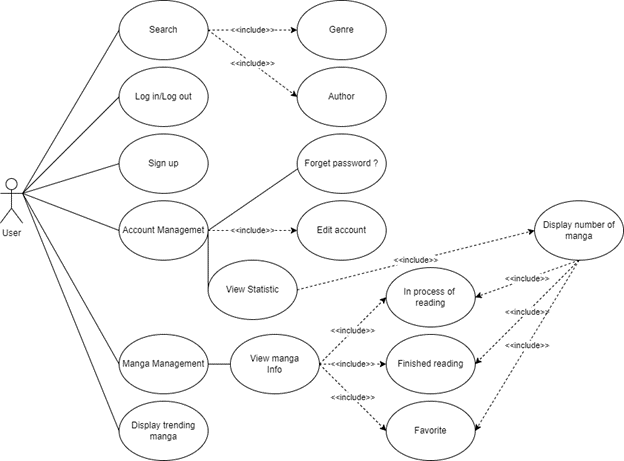 Search
<<include>>
Genre
<<include>>
Log in/Log out
Author
Sign up
Forget password ?
User
Account Managemet
<<include>>
Edit account
Display number of
manga
<<include>>
View Statistic
In process of
reading
<<include>>
<<include>>
<<include>>
Manga Management
View manga
Info
<<include>>
Finished reading
<<include>>
<<include>>
Display trending
manga
Favorite